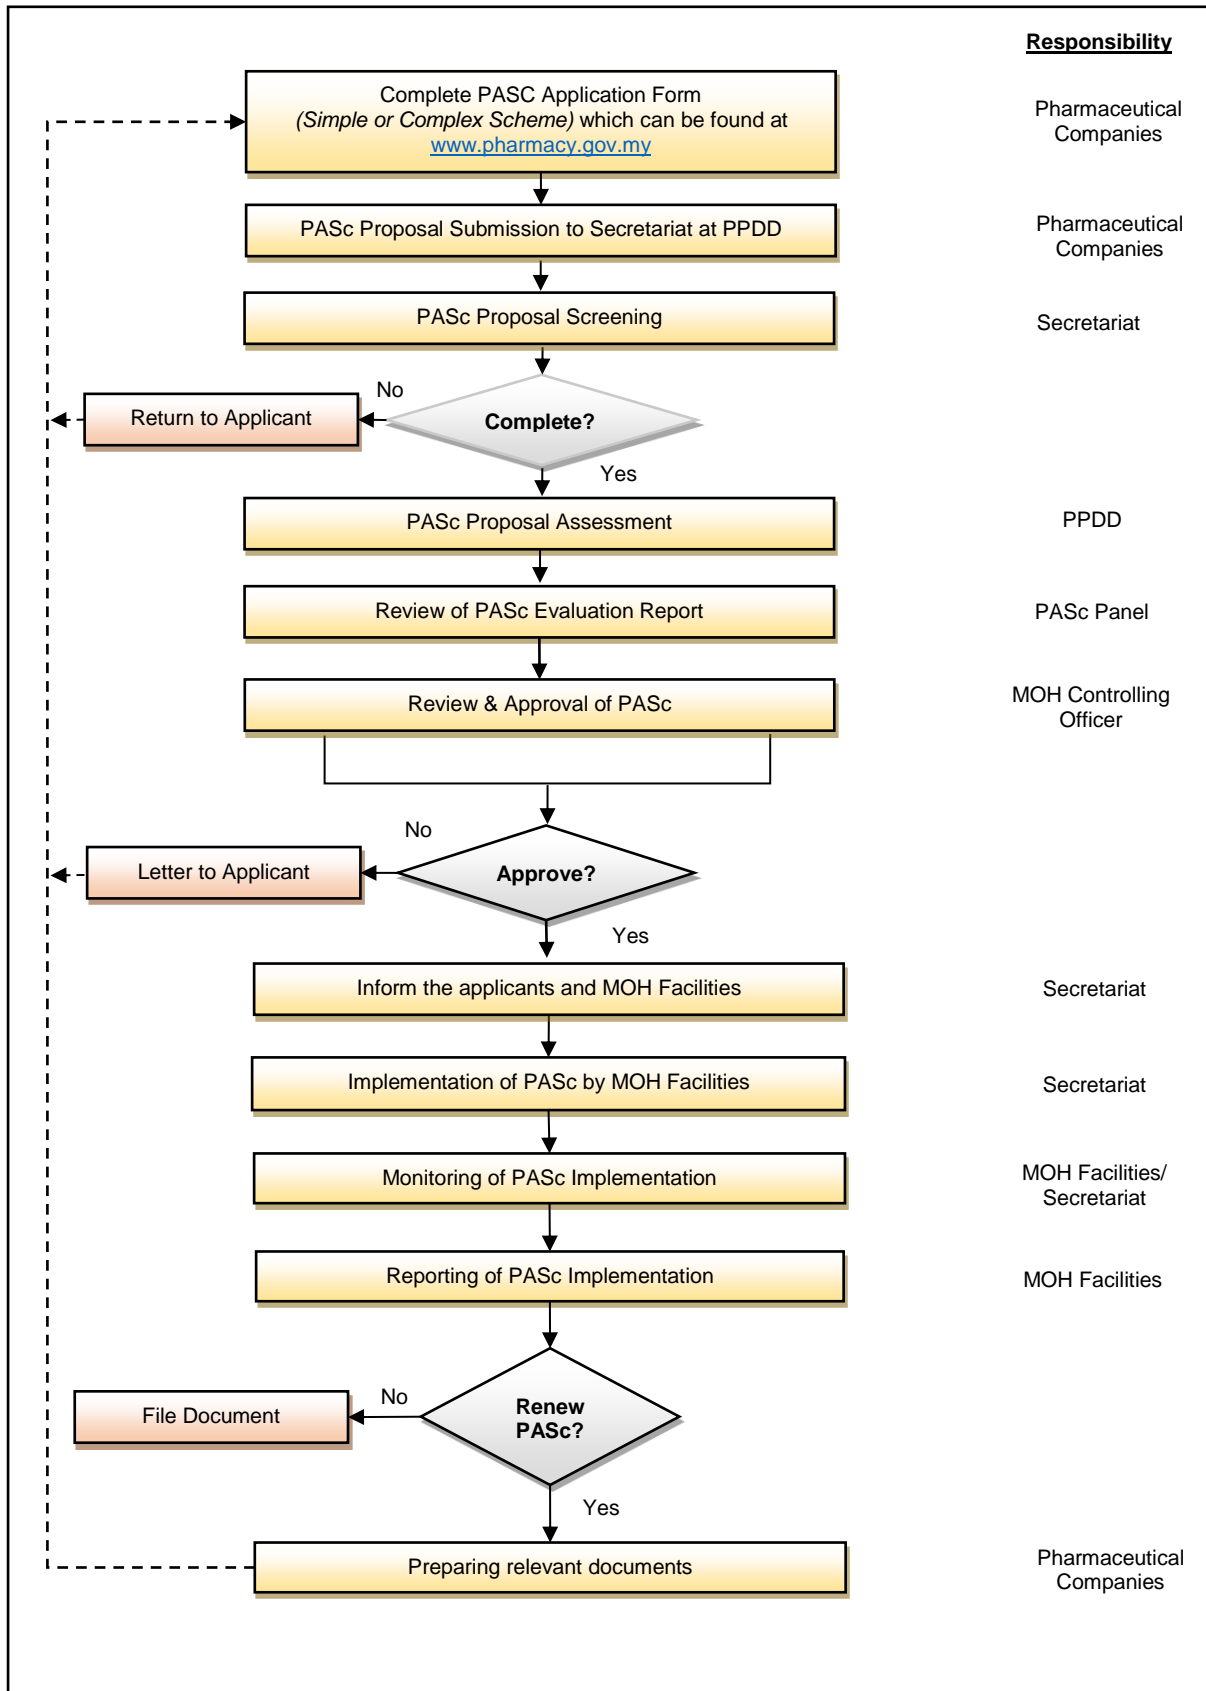 Responsibility
Complete PASC Application Form
(Simple or Complex Scheme) which can be found at
www.pharmacy.gov.my
Pharmaceutical
Companies
PASc Proposal Submission to Secretariat at PPDD
Pharmaceutical
Companies
PASc Proposal Screening
Secretariat
No
Return to Applicant
Complete?
Yes
PASc Proposal Assessment
PPDD
Review of PASc Evaluation Report
PASc Panel
Review & Approval of PASc
MOH Controlling
Officer
No
Letter to Applicant
Approve?
Yes
Inform the applicants and MOH Facilities
Secretariat
Implementation of PASc by MOH Facilities
Secretariat
Monitoring of PASc Implementation
MOH Facilities/
Secretariat
Reporting of PASc Implementation
MOH Facilities
No
File Document
Renew
PASc?
Yes
Preparing relevant documents
Pharmaceutical
Companies